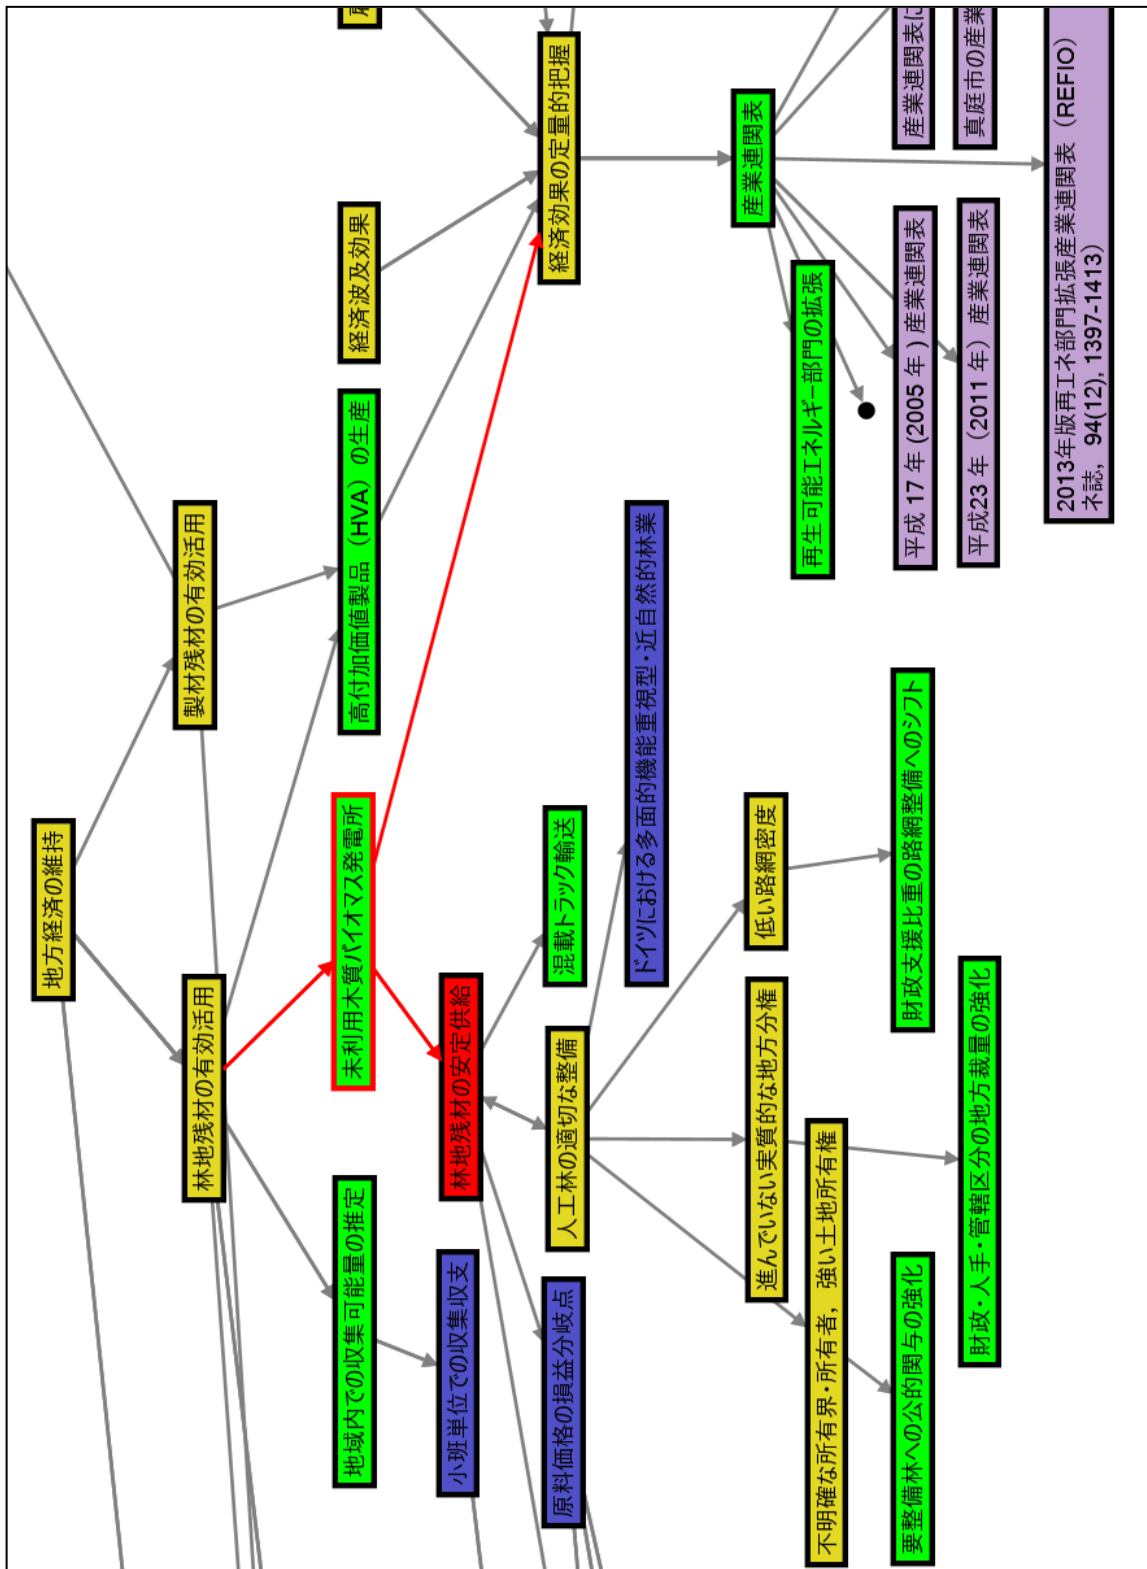 地方経済の維持
製材残材の有効活用
林地残材の有効活用
経済波及効果
高付加価値製品（HVA）の生産
未利用木質バイオマス発電所
地域内での収集可能量の推定
林地残材の安定供給
小班単位での収集収支
経済効果の定量的把握
混載トラック輸送
人工林の適切な整備
原料価格の損益分岐点
ドイツにおける多面的機能重視型・近自然的林業
産業連関表
低い路網密度
進んでいない実質的な地方分権
再生可能エネルギー部門の拡張
不明確な所有界・所有者，強い土地所有権
産業連関表に
平成 17 年 (2005 年 ) 産業連関表
財政支援比重の路網整備へのシフト
要整備林への公的関与の強化
真庭市の産業
平成23 年（2011 年）産業連関表
財政・人手・管轄区分の地方裁量の強化
2013年版再エネ部門拡張産業連関表（REFIO）
ネ誌，94(12), 1397-1413）